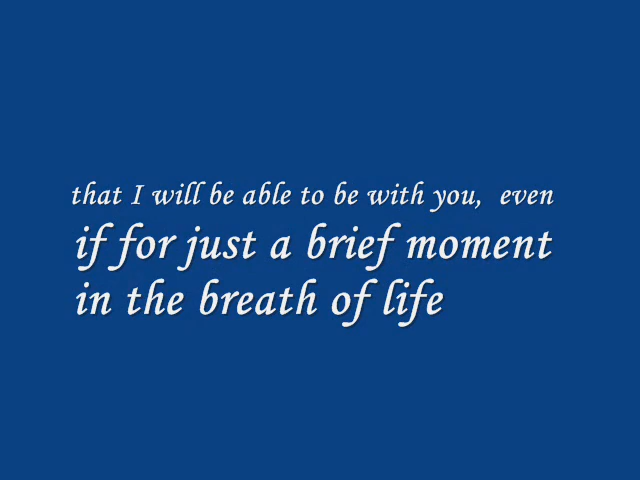 that I will be able to be with you, even
if for just a brief moment
in the breath of life